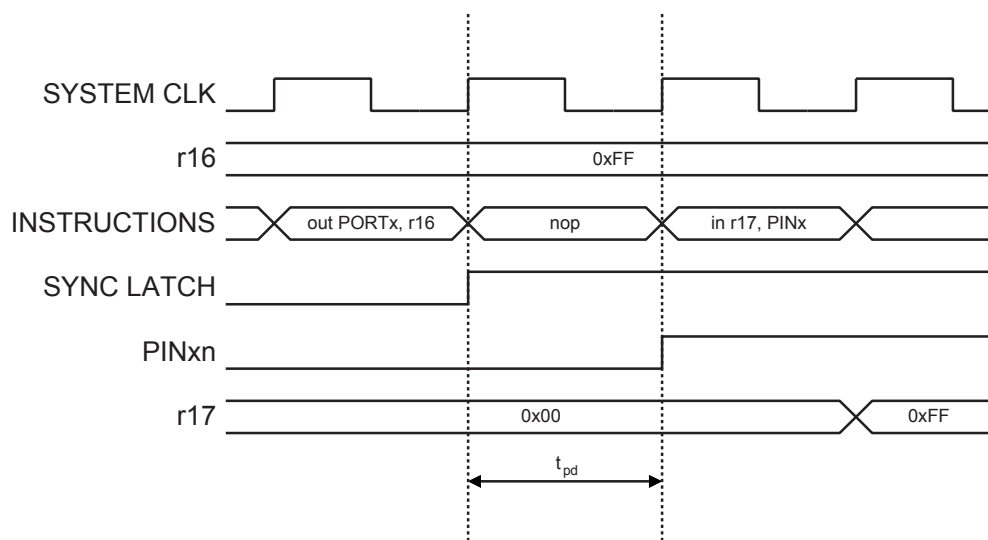 SYSTEM CLK
r16
0xFF
INSTRUCTIONS
out PORTx, r16
nop
in r17, PINx
SYNC LATCH
PINxn
r17
0x00
0xFF
tpd